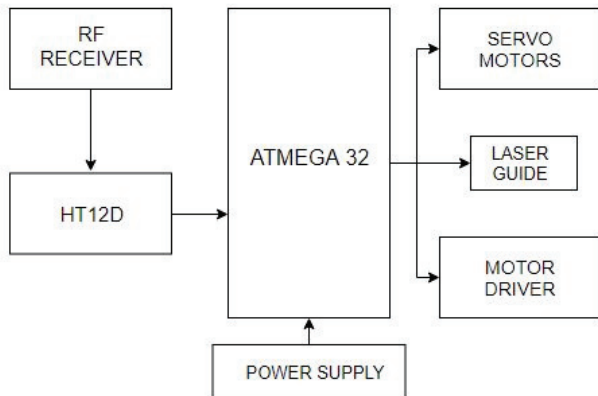 RF
RECEIVER
SERVO
MOTORS
ATMEGA 32
LASER
GUIDE
HT12D
MOTOR
DRIVER
POWER SUPPLY